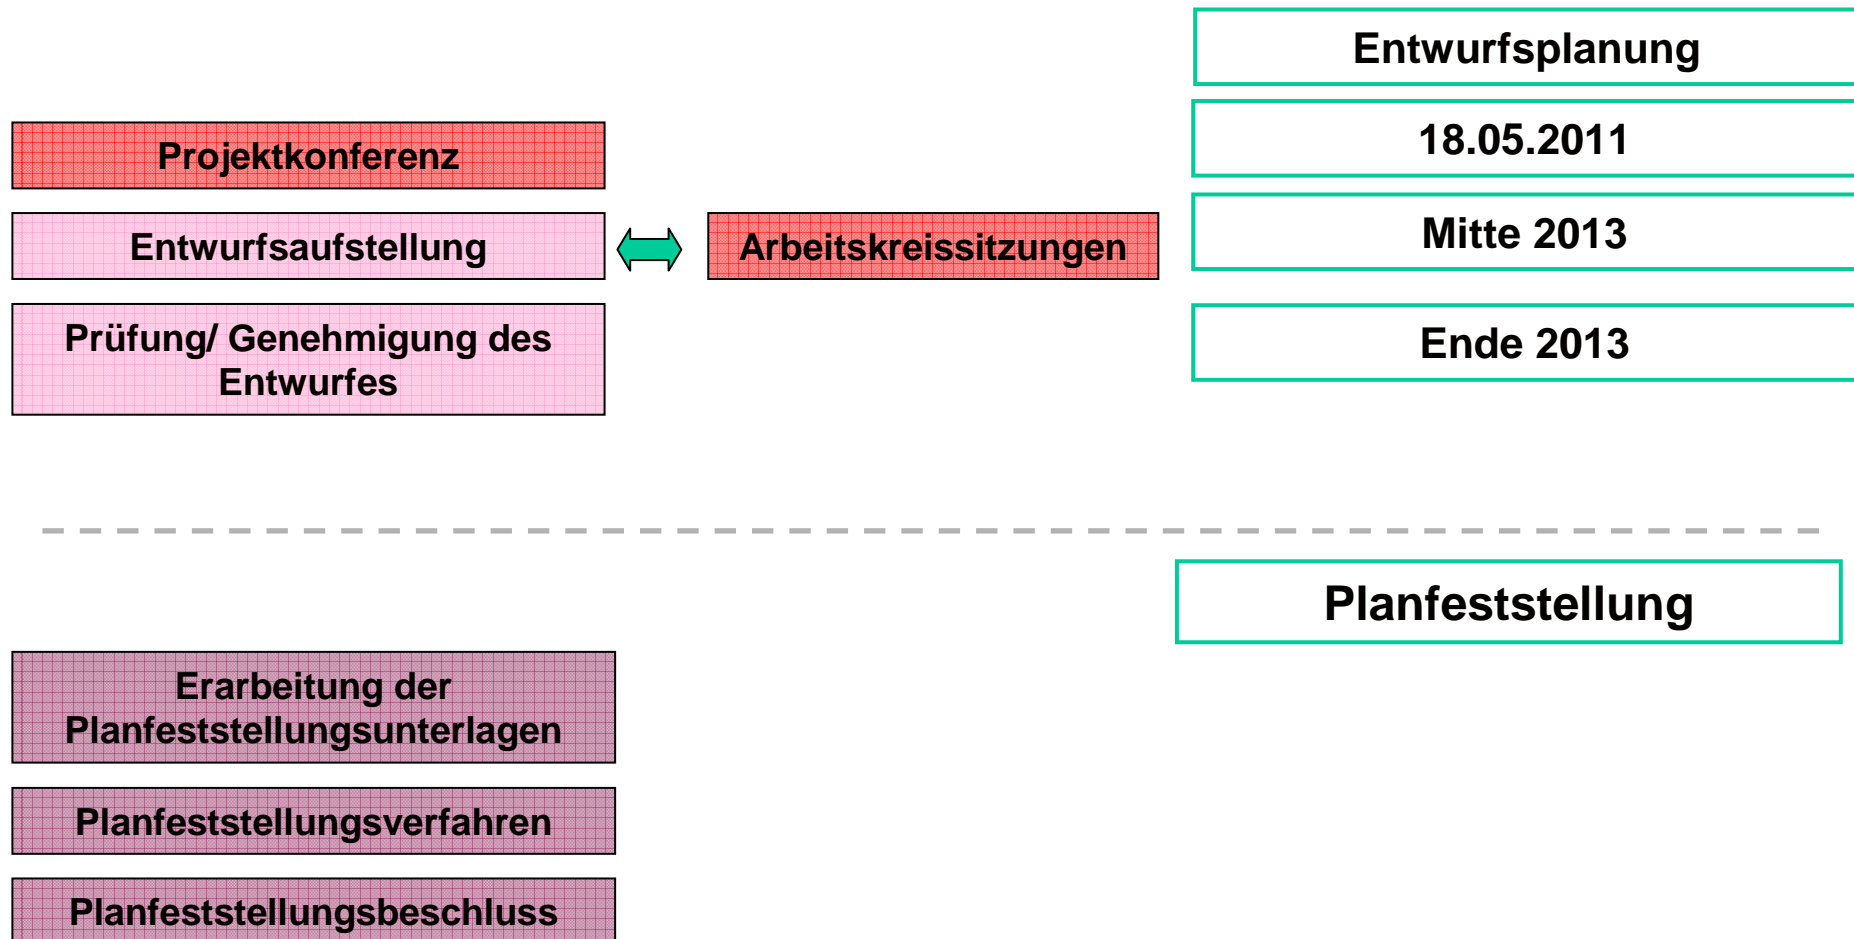 Entwurfsplanung
Projektkonferenz
18.05.2011
Entwurfsaufstellung
Arbeitskreissitzungen
Mitte 2013
Prüfung/ Genehmigung des
Entwurfes
Ende 2013
Planfeststellung
Erarbeitung der
Planfeststellungsunterlagen
Planfeststellungsverfahren
Planfeststellungsbeschluss